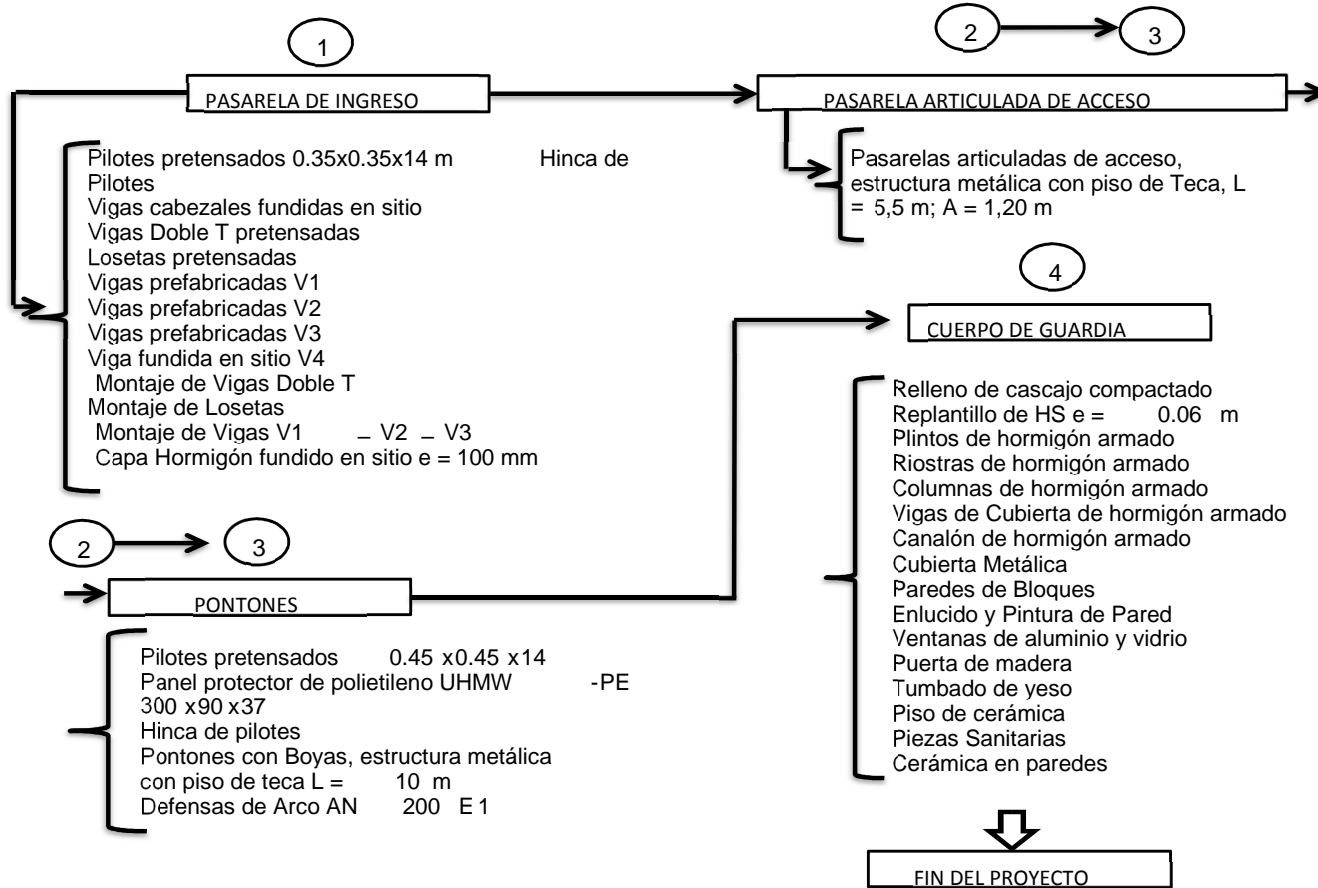 1
PASARELA DE INGRESO
Pilotes pretensados 0.35x0.35x14 m Hinca de
Pilotes
Vigas cabezales fundidas en sitio
Vigas Doble T pretensadas
Losetas pretensadas
Vigas prefabricadas V1
Vigas prefabricadas V2
Vigas prefabricadas V3
Viga fundida en sitio V4
Montaje de Vigas Doble T
Montaje de Losetas
Montaje de Vigas V1 – V2 – V3
Capa Hormigón fundido en sitio e = 100 mm
2 3
PASARELA ARTICULADA DE ACCESO
Pasarelas articuladas de acceso,
estructura metálica con piso de Teca, L
= 5,5 m; A = 1,20 m
2 3
PONTONES
Pilotes pretensados 0.45 x0.45 x14
Panel protector de polietileno UHMW -PE
300 x90 x37
Hinca de pilotes
Pontones con Boyas, estructura metálica
con piso de teca L = 10 m
Defensas de Arco AN 200 E 1
4
CUERPO DE GUARDIA
Relleno de cascajo compactado
Replantillo de HS e = 0.06 m
Plintos de hormigón armado
Riostras de hormigón armado
Columnas de hormigón armado
Vigas de Cubierta de hormigón armado
Canalón de hormigón armado
Cubierta Metálica
Paredes de Bloques
Enlucido y Pintura de Pared
Ventanas de aluminio y vidrio
Puerta de madera
Tumbado de yeso
Piso de cerámica
Piezas Sanitarias
Cerámica en paredes
FIN DEL PROYECTO